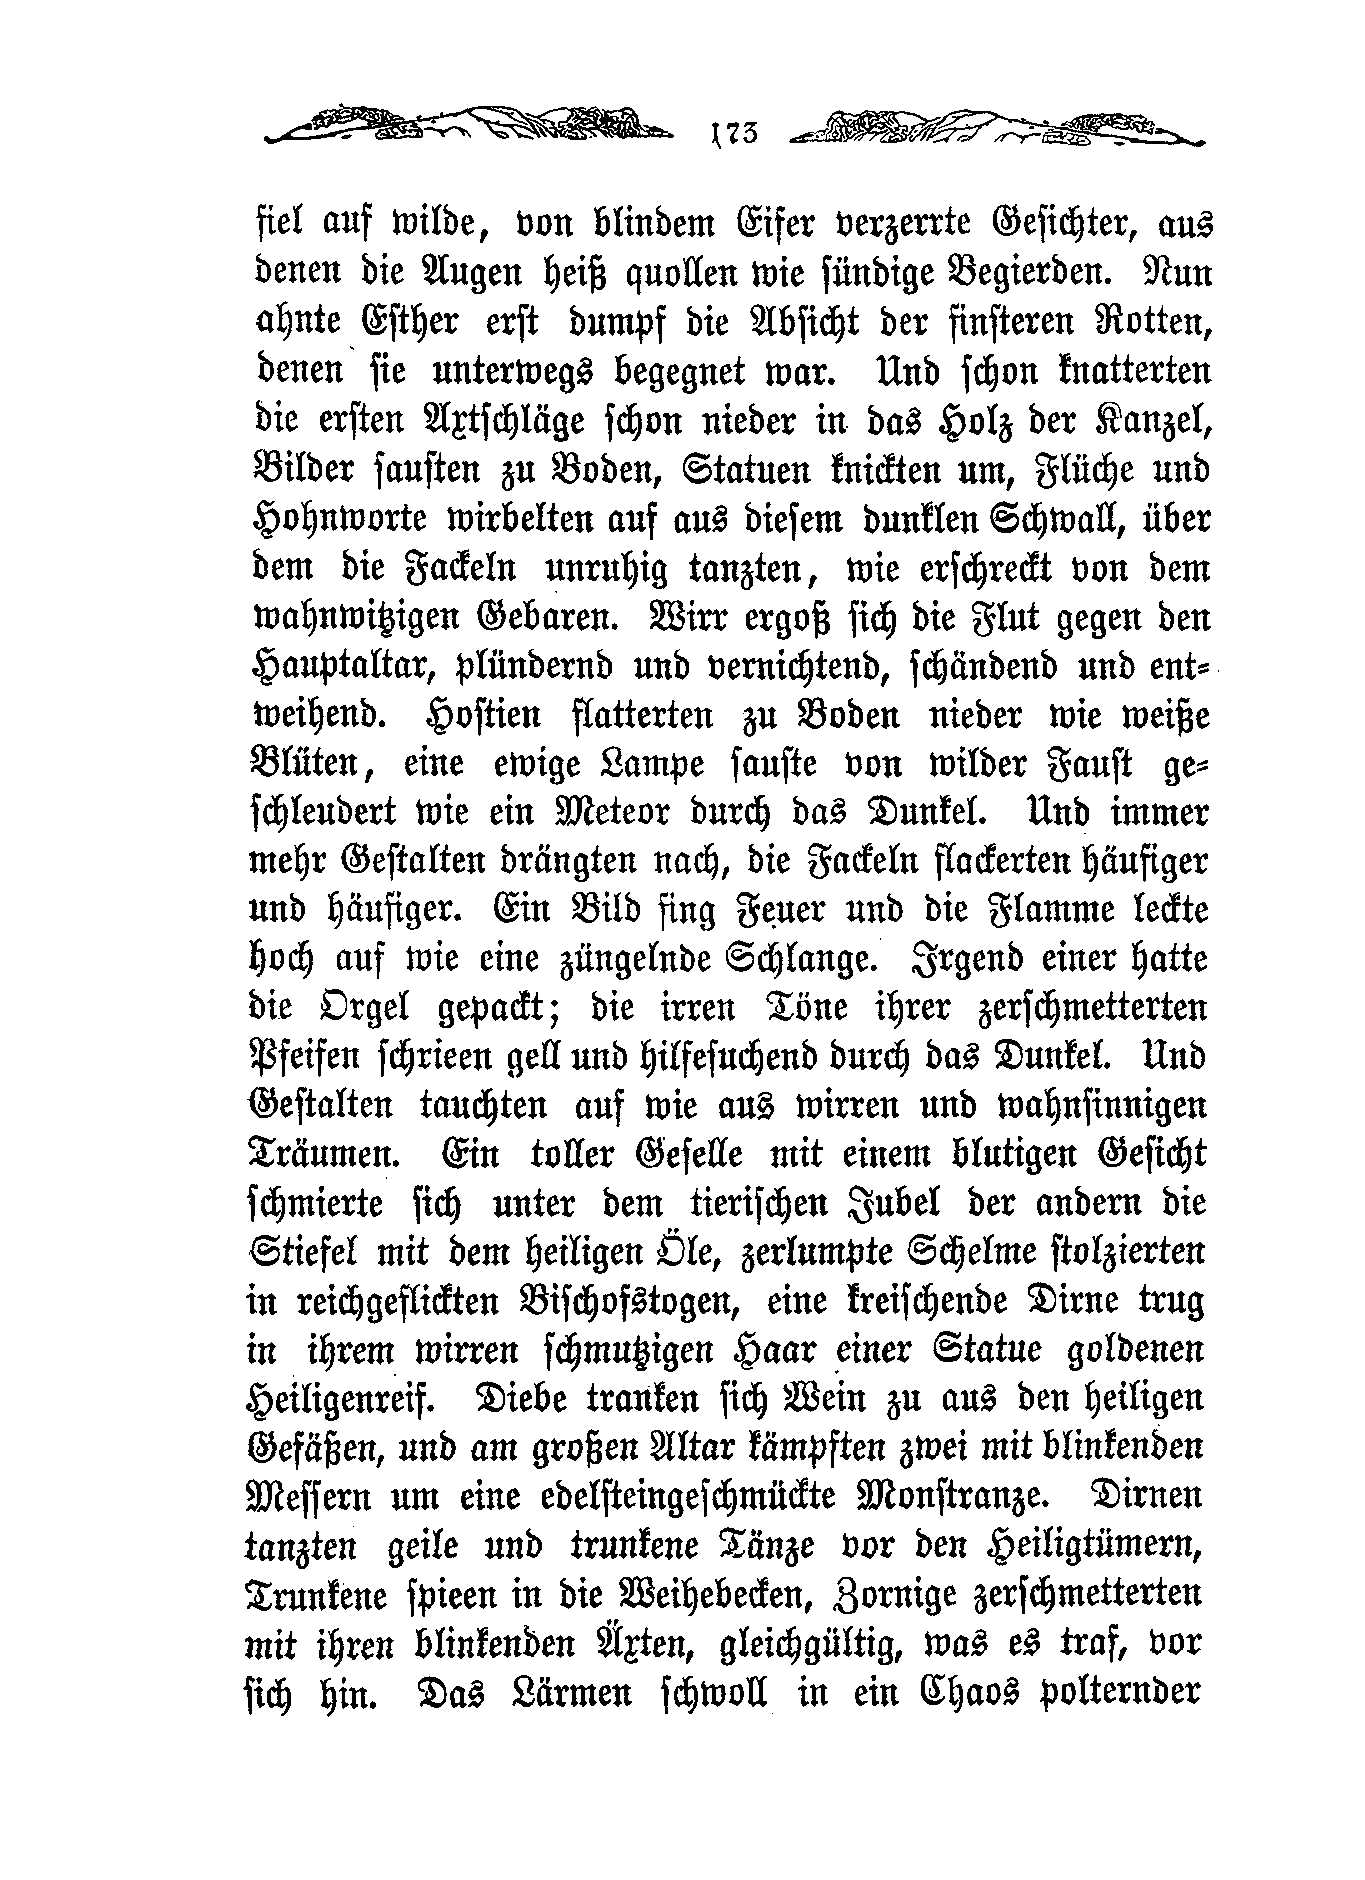 173
fiel auf wilde, von blindem Eifer verzerrte Gesichter, aus
denen die Augen heiß quollen wie sündige Begierden. Nun
ahnte Esther erst dumpf die Absicht der finsteren Rotten,
denen sie unterwegs begegnet war. Und schon knatterten
die ersten Axtschläge schon nieder in das Holz der Kanzel,
Bilder sausten zu Boden, Statuen knickten um, Flüche und
Hohnworte wirbelten auf aus diesem dunklen Schwall, über
dem die Fackeln unruhig tanzten, wie erschreckt von dem
wahnwitzigen Gebaren. Wirr ergoß sich die Flut gegen den
Hauptaltar, plündernd und vernichtend, schändend und ent-
weihend. Hostien flatterten zu Boden nieder wie weiße
Blüten, eine ewige Lampe sauste von wilder Faust ge-
schleudert wie ein Meteor durch das Dunkel. Und immer
mehr Gestalten drängten nach, die Fackeln flackerten häufiger
und häufiger. Ein Bild fing Feuer und die Flamme leckte
hoch auf wie eine züngelnde Schlange. Irgend einer hatte
die Orgel gepackt; die irren Töne ihrer zerschmetterten
Pfeifen schrieen gell und hilfesuchend durch das Dunkel. Und
Gestalten tauchten auf wie aus wirren und wahnsinnigen
Träumen. Ein toller Geselle mit einem blutigen Gesicht
schmierte sich unter dem tierischen Jubel der andern die
Stiefel mit dem heiligen Öle, zerlumpte Schelme stolzierten
in reichgeflickten Bischofstogen, eine kreischende Dirne trug
in ihrem wirren schmutzigen Haar einer Statue goldenen
Heiligenreif. Diebe tranken sich Wein zu aus den heiligen
Gefäßen, und am großen Altar kämpften zwei mit blinkenden
Messern um eine edelsteingeschmückte Monstranze. Dirnen
tanzten geile und trunkene Tänze vor den Heiligtümern,
Trunkene spieen in die Weihebecken, Zornige zerschmetterten
mit ihren blinkenden Äxten, gleichgültig, was es traf, vor
sich hin. Das Lärmen schwoll in ein Chaos polternder